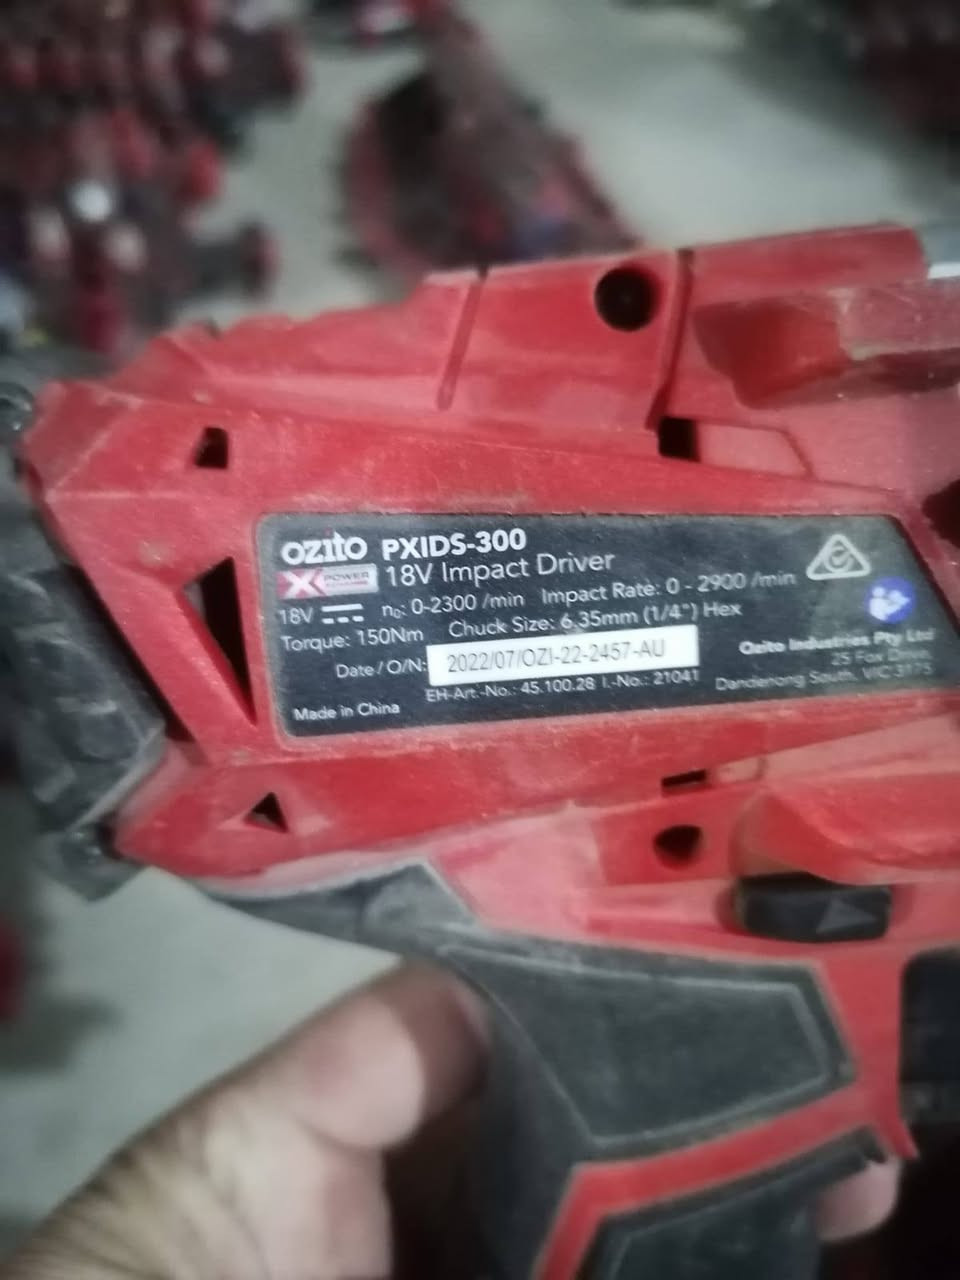 ozito PXIDS-300
X POWER
18V Impact Driver
18V n₀: 0-2300 /min Impact Rate: 0 - 2900 /min
Torque: 150Nm Chuck Size: 6.35mm (1/4") Hex
Date / O/N: 2022/07/OZI-22-2457-AU
EH-Art.-No.: 45.100.28 I.-No.: 21041
Made in China
Ozito Industries Pty Ltd
25 Fox Drive
Dandenong South, VIC 3175